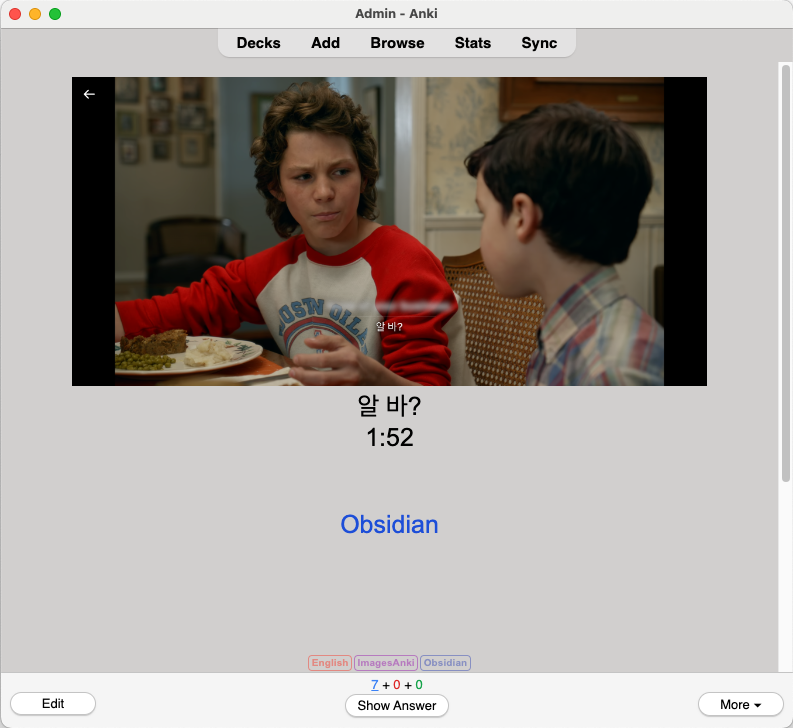 Admin - Anki
Decks Add Browse Stats Sync
알 바?
알 바?
1:52
Obsidian
English ImagesAnki Obsidian
7 + 0 + 0
Edit Show Answer More